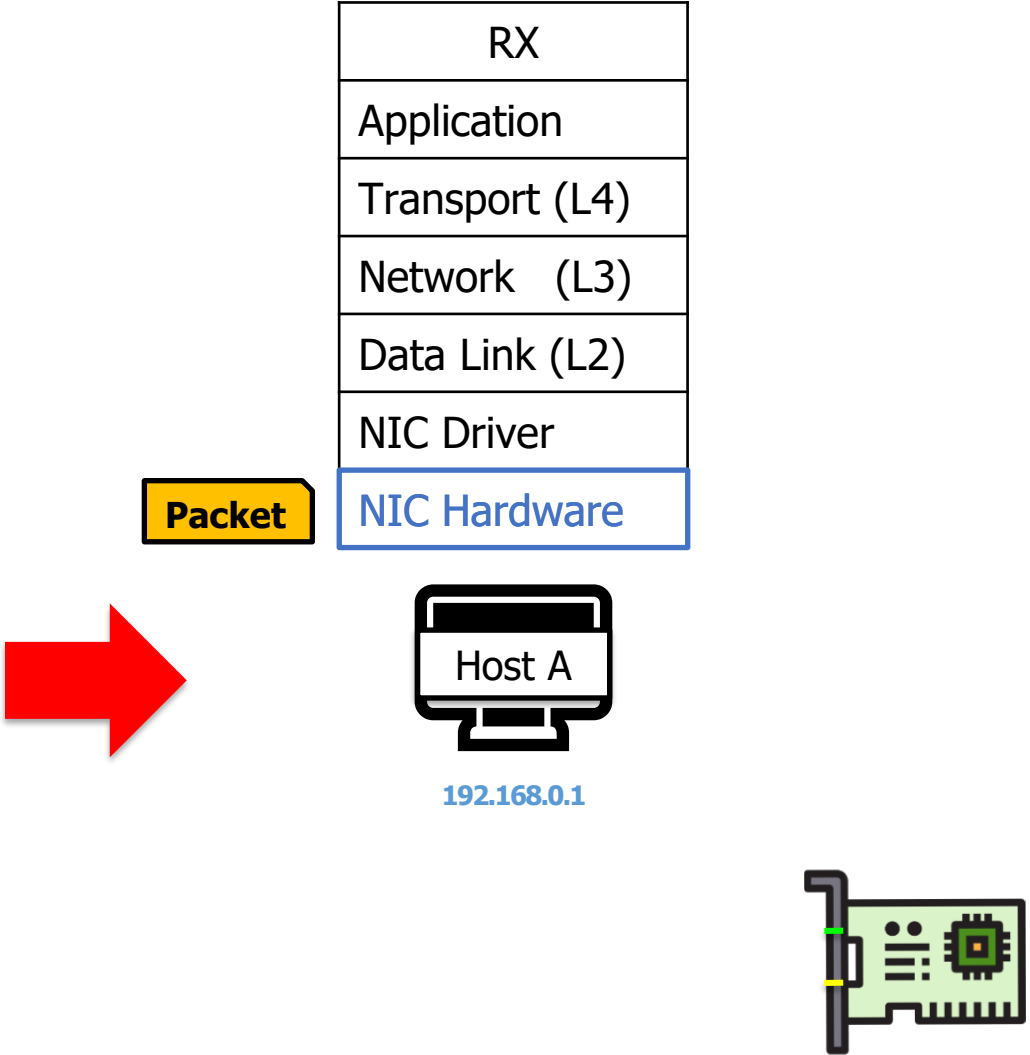 RX
Application
Transport (L4)
Network (L3)
Data Link (L2)
NIC Driver
Packet
NIC Hardware
Host A
192.168.0.1